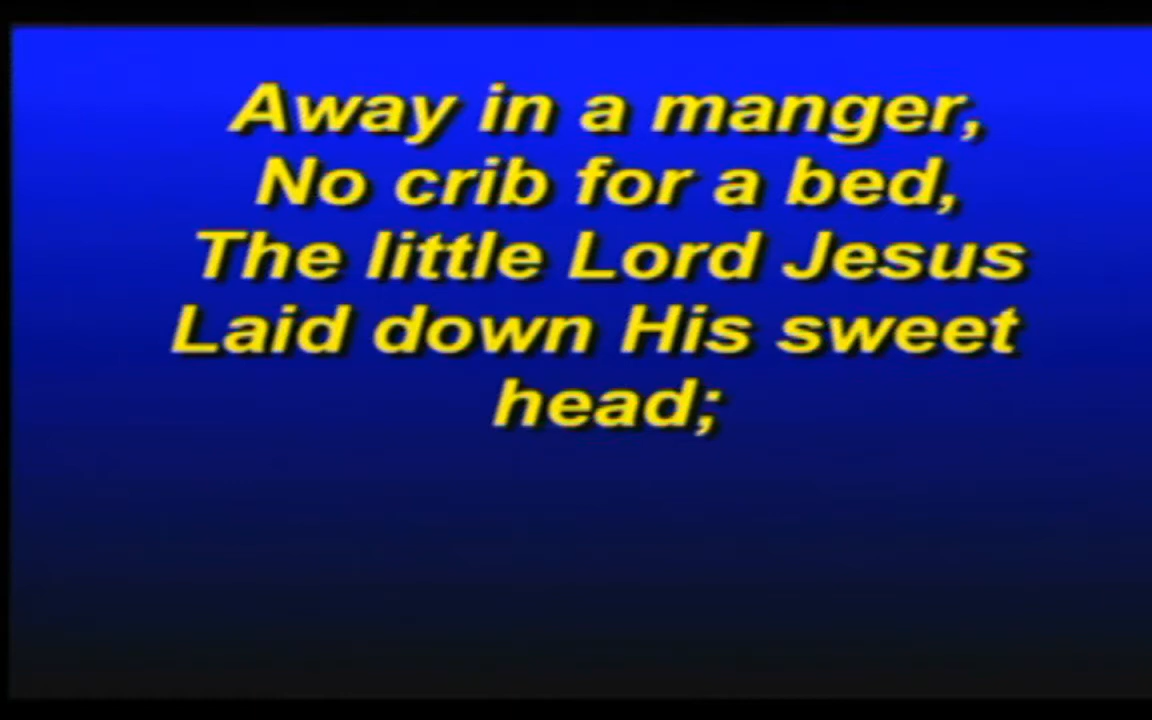 Away in a manger,
No crib for a bed,
The little Lord Jesus
Laid down His sweet
head;